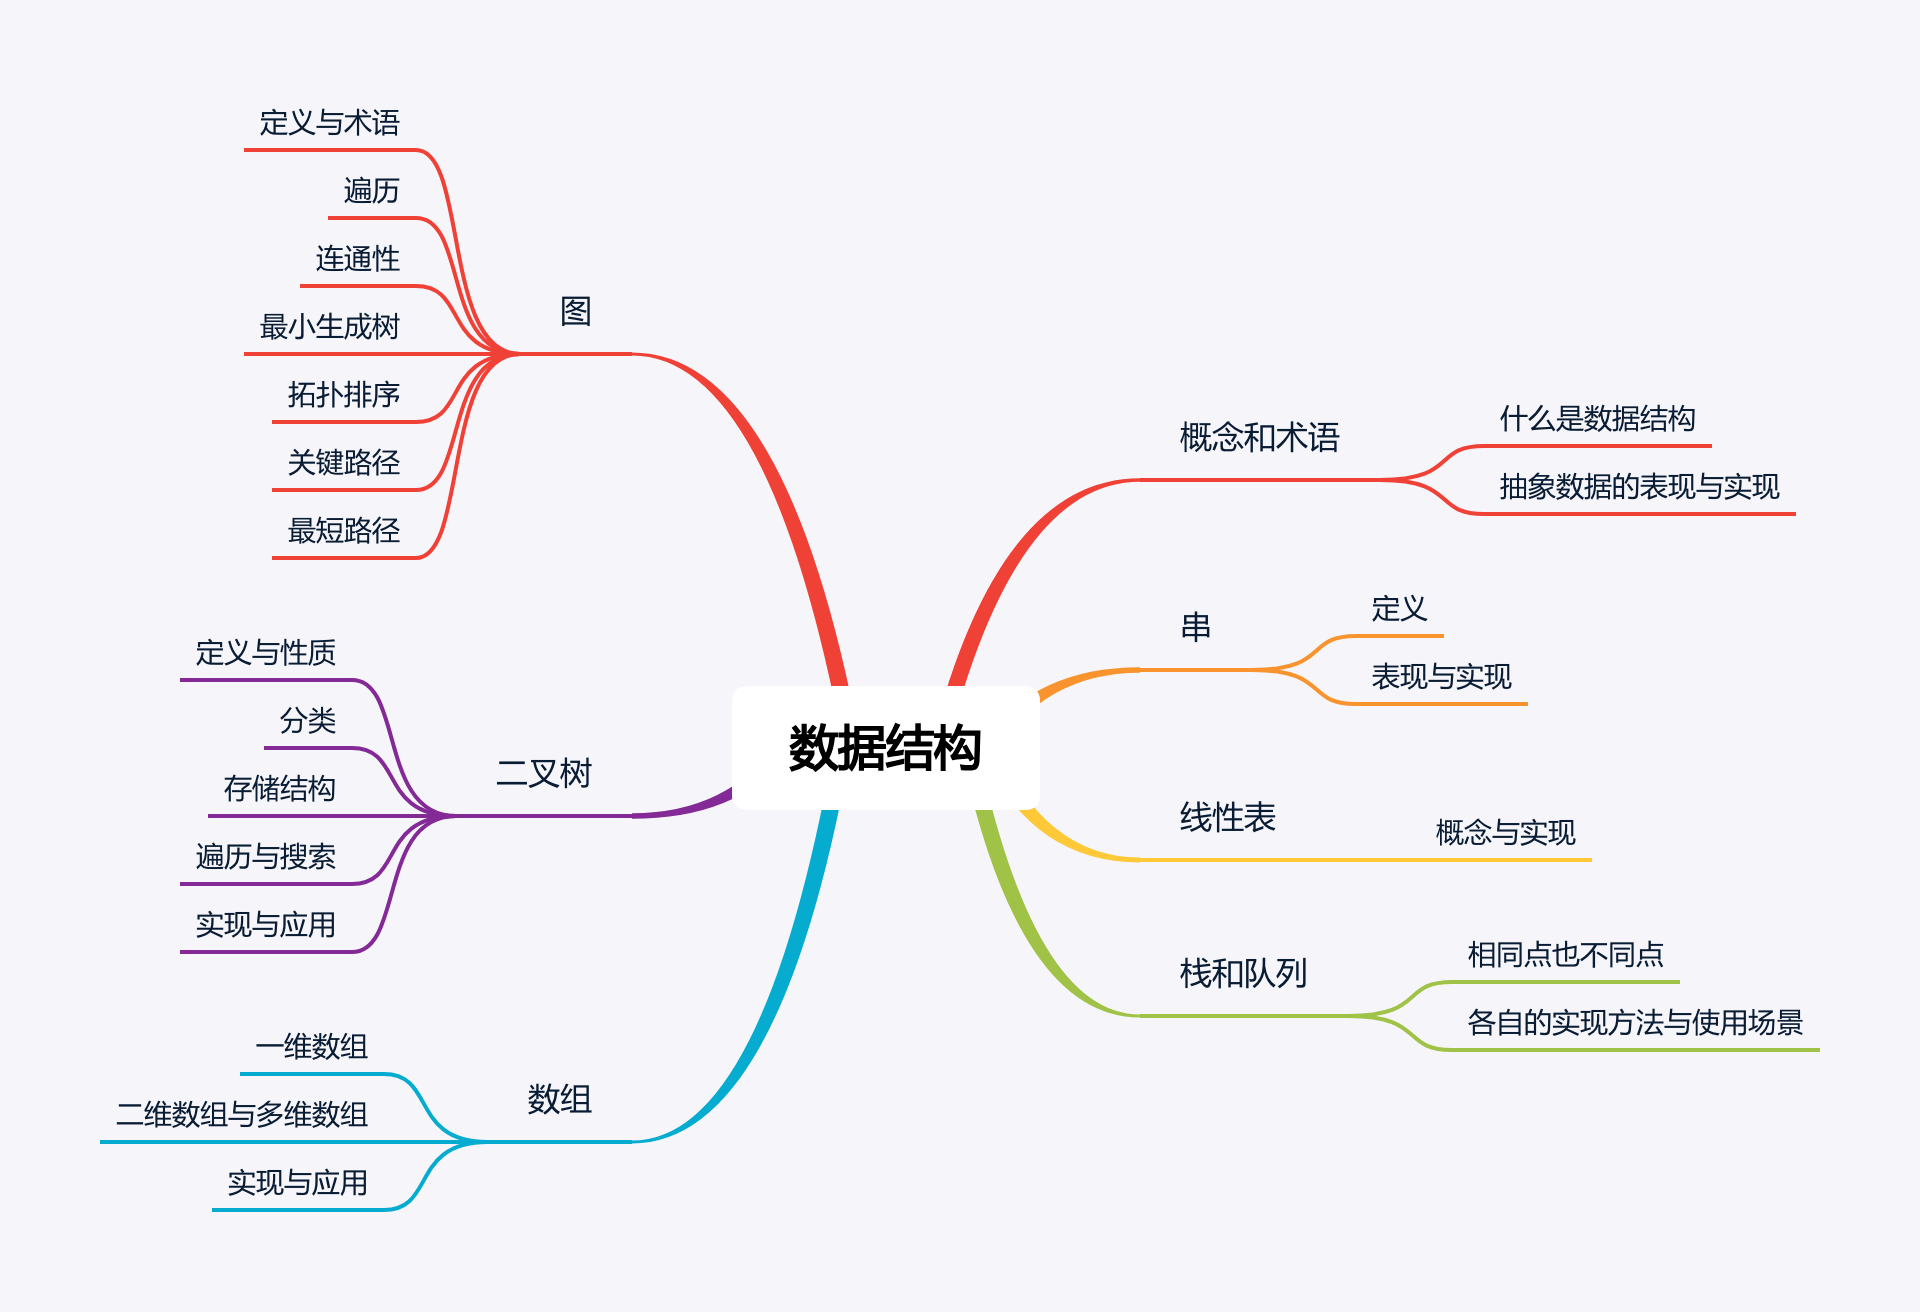 数据结构
概念和术语
什么是数据结构
抽象数据的表现与实现
串
定义
表现与实现
线性表
概念与实现
栈和队列
相同点也不同点
各自的实现方法与使用场景
图
定义与术语
遍历
连通性
最小生成树
拓扑排序
关键路径
最短路径
二叉树
定义与性质
分类
存储结构
遍历与搜索
实现与应用
数组
一维数组
二维数组与多维数组
实现与应用